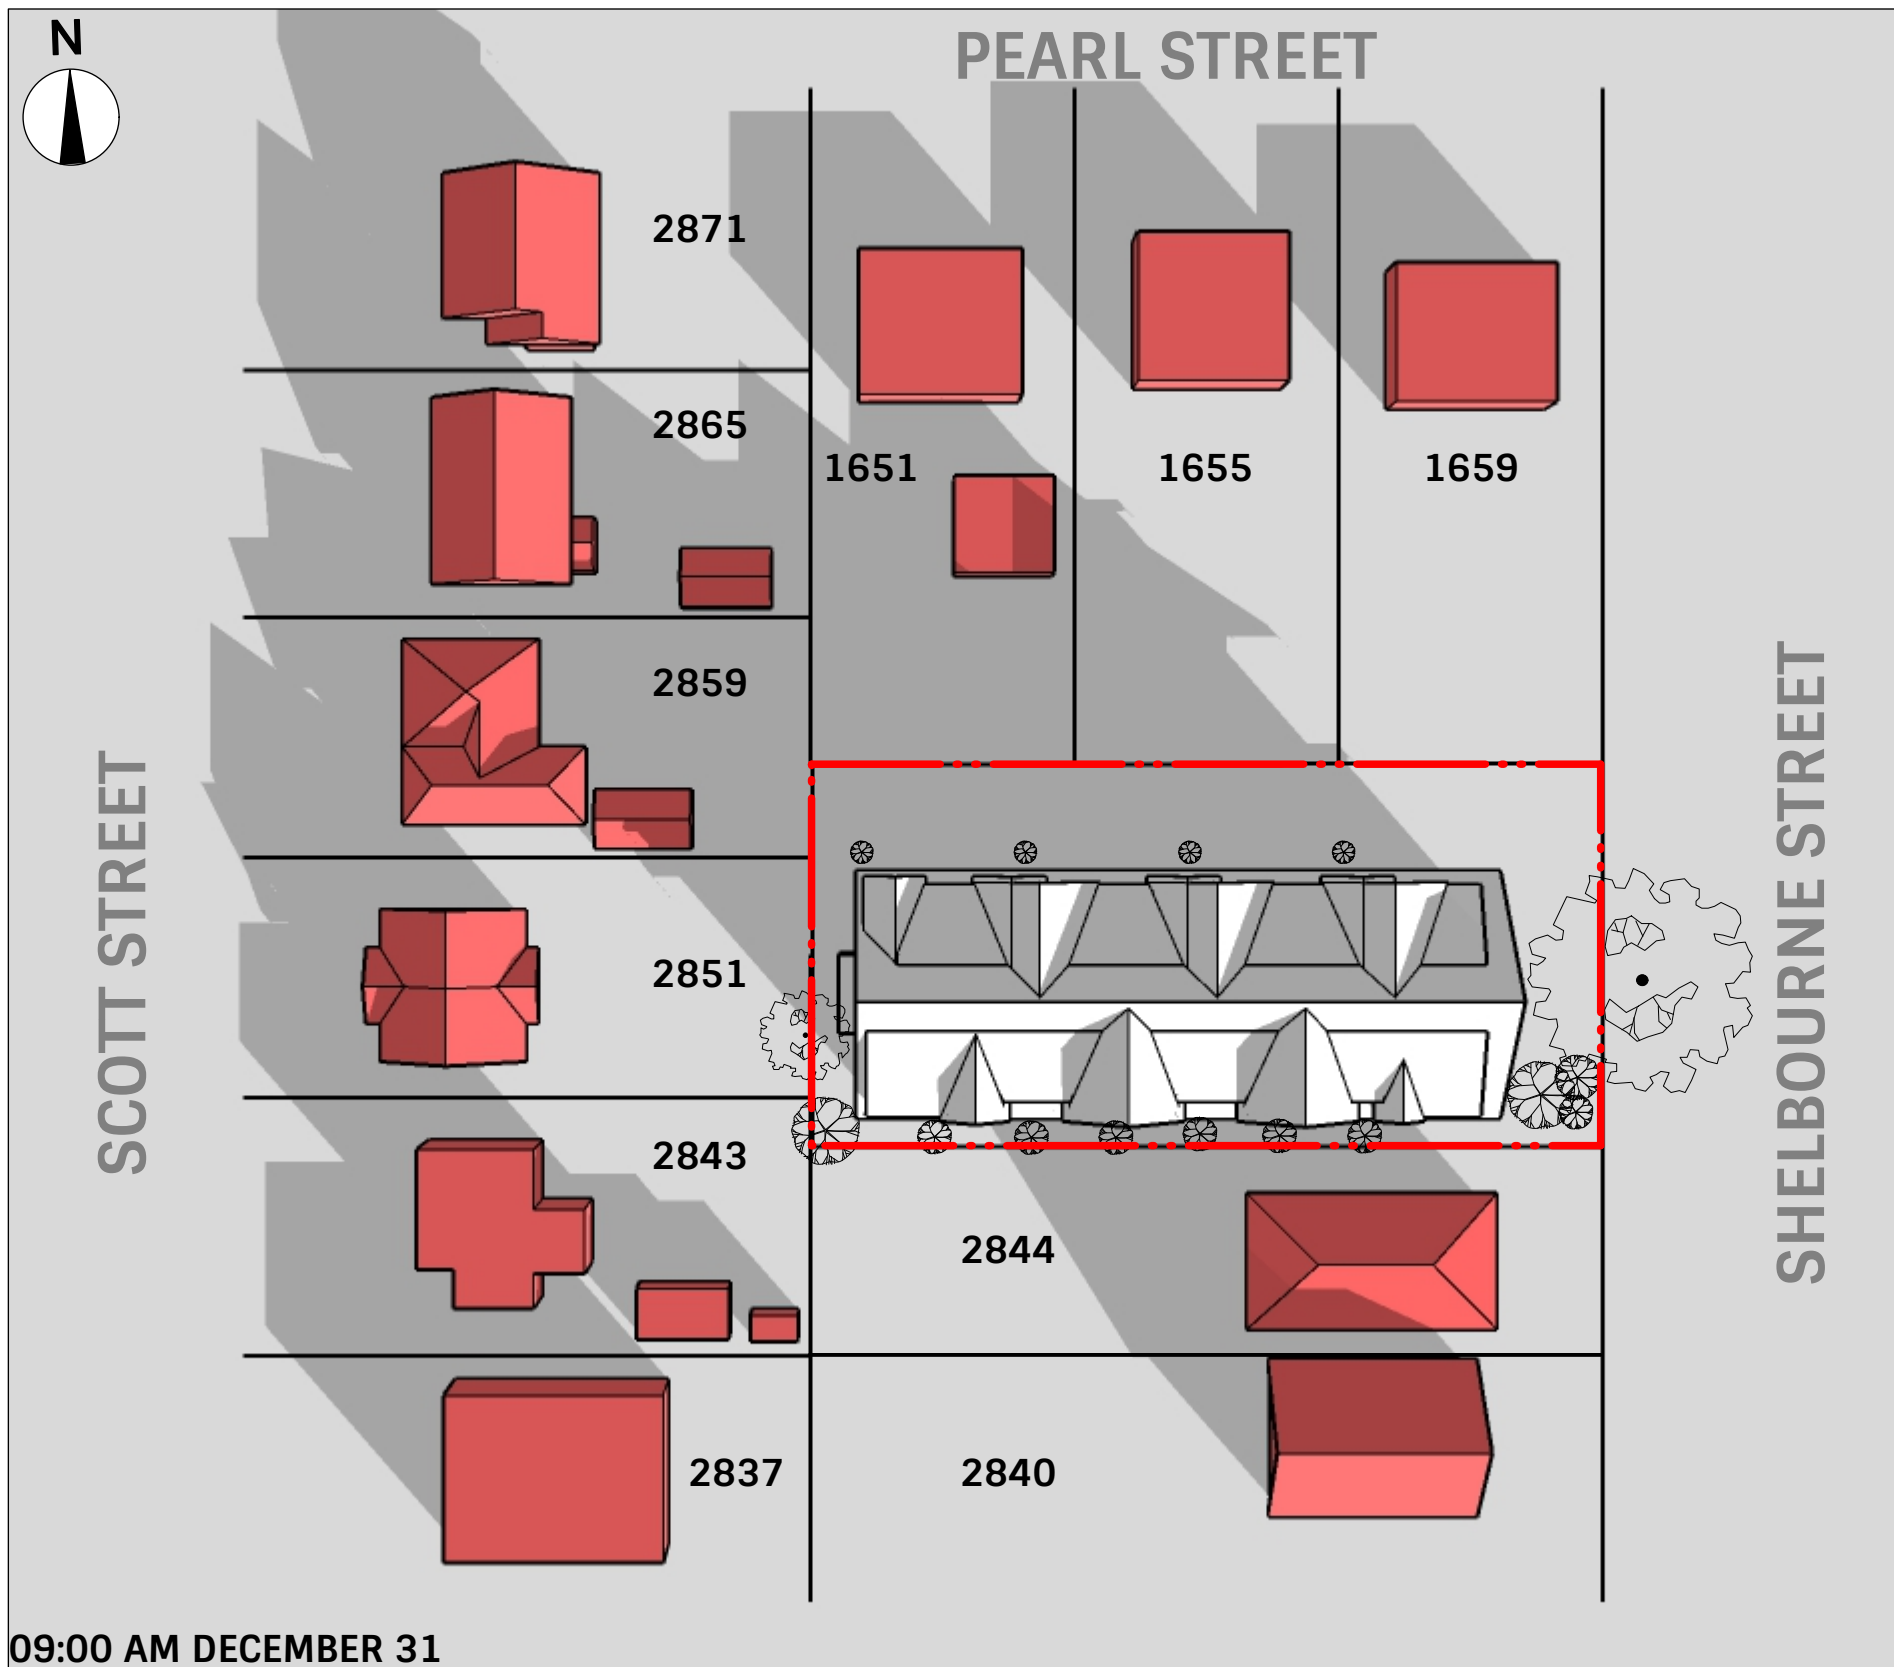 N
PEARL STREET
2871
2865
1651
1655
1659
2859
SCOTT STREET
SHELBOURNE STREET
2851
2843
2844
2837
2840
09:00 AM DECEMBER 31